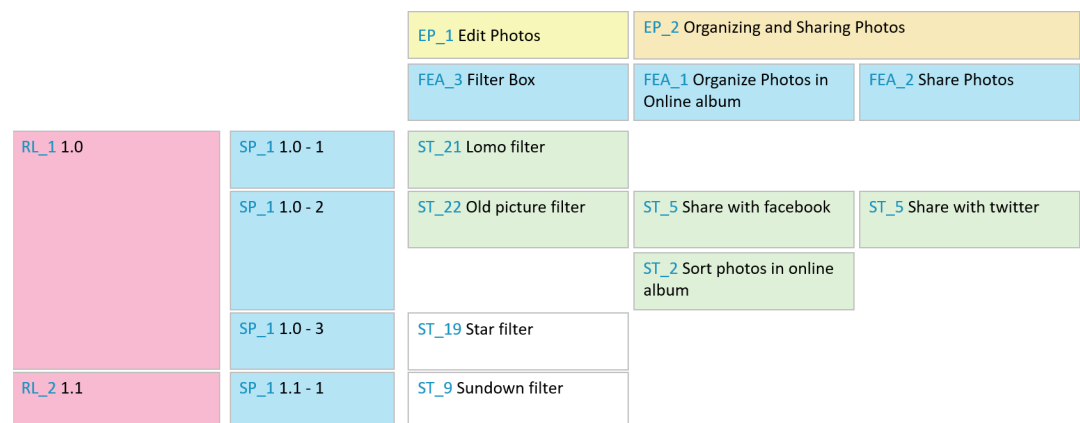 EP_1 Edit Photos
EP_2 Organizing and Sharing Photos
FEA_3 Filter Box
FEA_1 Organize Photos in
Online album
FEA_2 Share Photos
RL_1 1.0
SP_1 1.0 - 1
ST_21 Lomo filter
SP_1 1.0 - 2
ST_22 Old picture filter
ST_5 Share with facebook
ST_5 Share with twitter
ST_2 Sort photos in online
album
SP_1 1.0 - 3
ST_19 Star filter
RL_2 1.1
SP_1 1.1 - 1
ST_9 Sundown filter